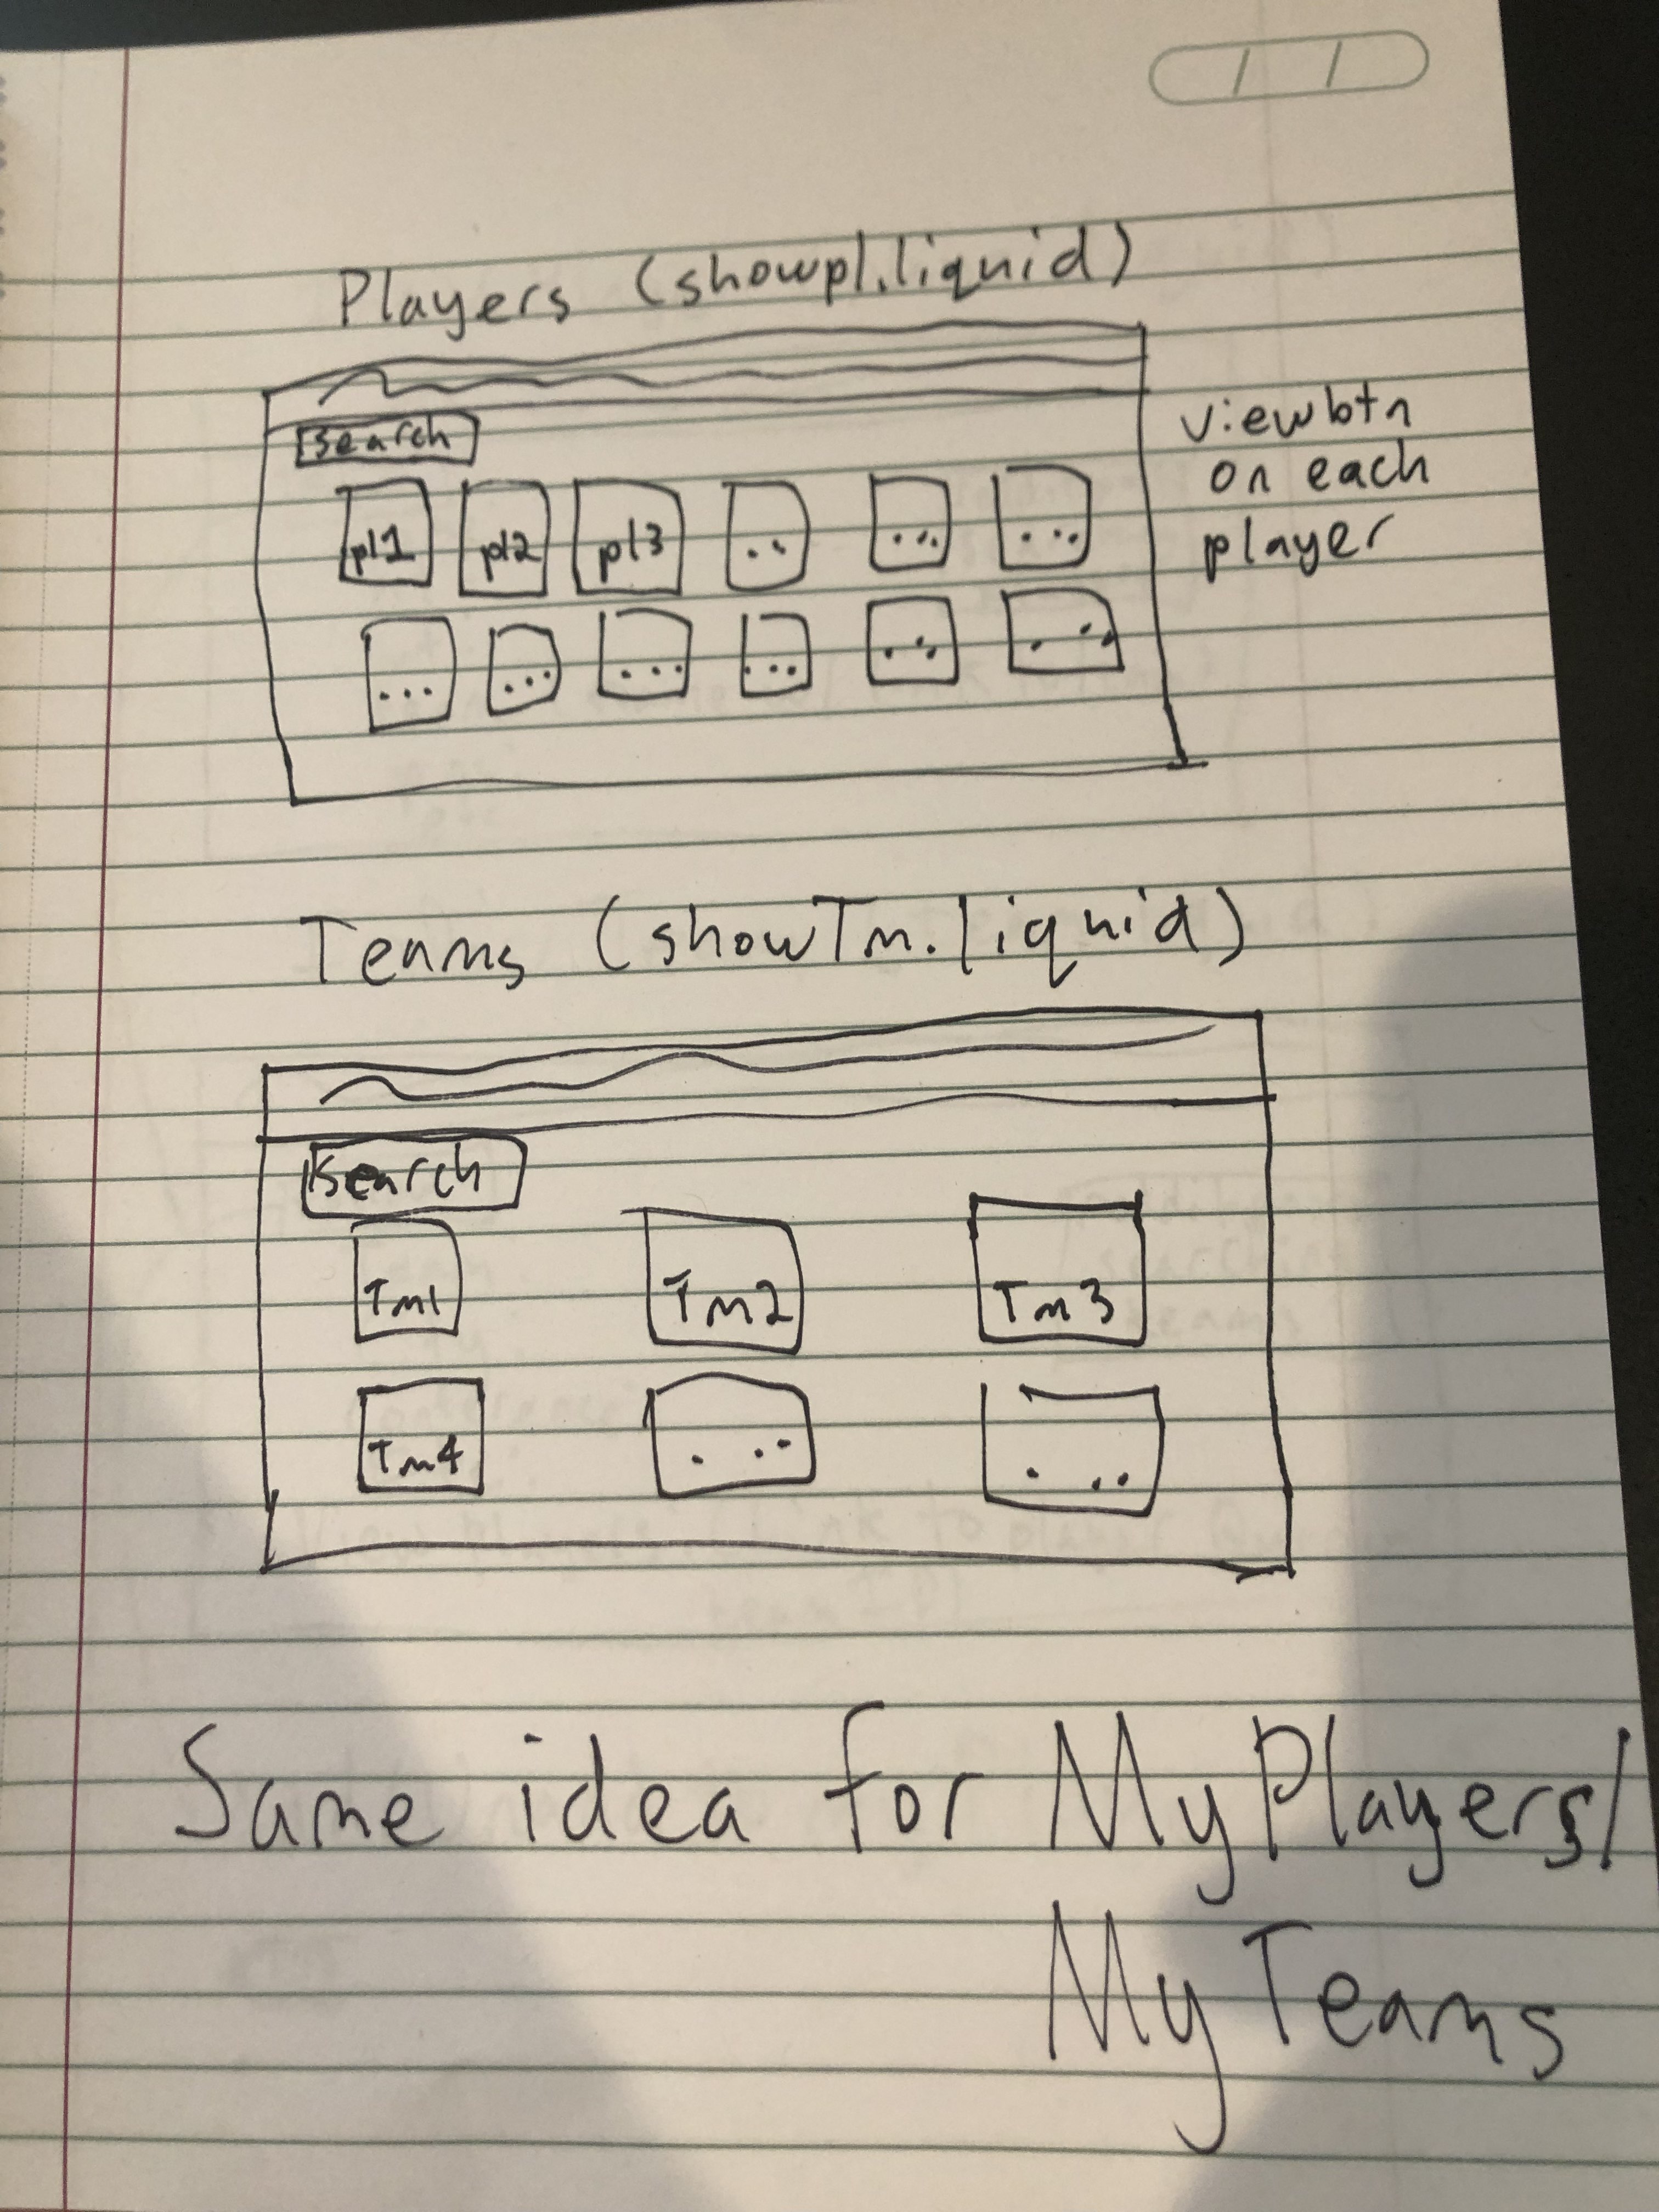 Players (showpl.liquid)
Search
viewbtn
on each
player
pl1 pl2 pl3 .. ... ...
... ... ... ... ... ...
Teams (showTm.liquid)
Search
Tm1 Tm2 Tm3
Tm4 ... ...
Same idea for MyPlayers/
MyTeams